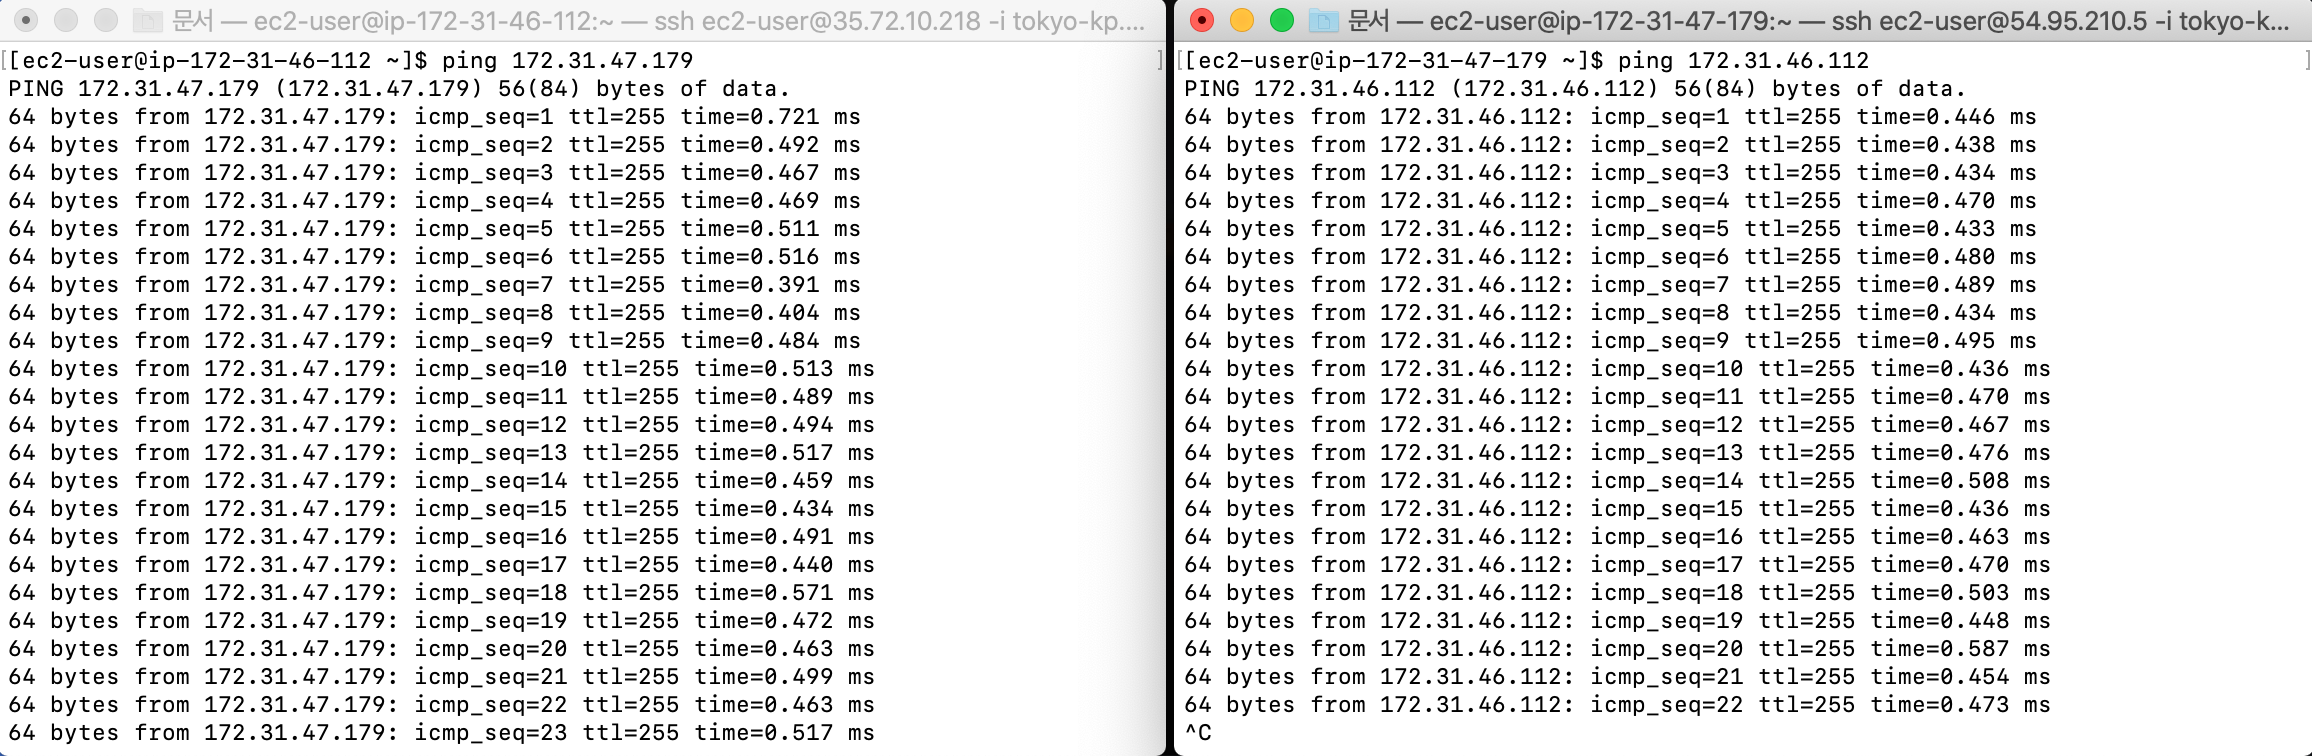 문서 — ec2-user@ip-172-31-46-112:~ — ssh ec2-user@35.72.10.218 -i tokyo-kp....
[[ec2-user@ip-172-31-46-112 ~]$ ping 172.31.47.179 ]
PING 172.31.47.179 (172.31.47.179) 56(84) bytes of data.
64 bytes from 172.31.47.179: icmp_seq=1 ttl=255 time=0.721 ms
64 bytes from 172.31.47.179: icmp_seq=2 ttl=255 time=0.492 ms
64 bytes from 172.31.47.179: icmp_seq=3 ttl=255 time=0.467 ms
64 bytes from 172.31.47.179: icmp_seq=4 ttl=255 time=0.469 ms
64 bytes from 172.31.47.179: icmp_seq=5 ttl=255 time=0.511 ms
64 bytes from 172.31.47.179: icmp_seq=6 ttl=255 time=0.516 ms
64 bytes from 172.31.47.179: icmp_seq=7 ttl=255 time=0.391 ms
64 bytes from 172.31.47.179: icmp_seq=8 ttl=255 time=0.404 ms
64 bytes from 172.31.47.179: icmp_seq=9 ttl=255 time=0.484 ms
64 bytes from 172.31.47.179: icmp_seq=10 ttl=255 time=0.513 ms
64 bytes from 172.31.47.179: icmp_seq=11 ttl=255 time=0.489 ms
64 bytes from 172.31.47.179: icmp_seq=12 ttl=255 time=0.494 ms
64 bytes from 172.31.47.179: icmp_seq=13 ttl=255 time=0.517 ms
64 bytes from 172.31.47.179: icmp_seq=14 ttl=255 time=0.459 ms
64 bytes from 172.31.47.179: icmp_seq=15 ttl=255 time=0.434 ms
64 bytes from 172.31.47.179: icmp_seq=16 ttl=255 time=0.491 ms
64 bytes from 172.31.47.179: icmp_seq=17 ttl=255 time=0.440 ms
64 bytes from 172.31.47.179: icmp_seq=18 ttl=255 time=0.571 ms
64 bytes from 172.31.47.179: icmp_seq=19 ttl=255 time=0.472 ms
64 bytes from 172.31.47.179: icmp_seq=20 ttl=255 time=0.463 ms
64 bytes from 172.31.47.179: icmp_seq=21 ttl=255 time=0.499 ms
64 bytes from 172.31.47.179: icmp_seq=22 ttl=255 time=0.463 ms
64 bytes from 172.31.47.179: icmp_seq=23 ttl=255 time=0.517 ms
문서 — ec2-user@ip-172-31-47-179:~ — ssh ec2-user@54.95.210.5 -i tokyo-k...
[[ec2-user@ip-172-31-47-179 ~]$ ping 172.31.46.112 ]
PING 172.31.46.112 (172.31.46.112) 56(84) bytes of data.
64 bytes from 172.31.46.112: icmp_seq=1 ttl=255 time=0.446 ms
64 bytes from 172.31.46.112: icmp_seq=2 ttl=255 time=0.438 ms
64 bytes from 172.31.46.112: icmp_seq=3 ttl=255 time=0.434 ms
64 bytes from 172.31.46.112: icmp_seq=4 ttl=255 time=0.470 ms
64 bytes from 172.31.46.112: icmp_seq=5 ttl=255 time=0.433 ms
64 bytes from 172.31.46.112: icmp_seq=6 ttl=255 time=0.480 ms
64 bytes from 172.31.46.112: icmp_seq=7 ttl=255 time=0.489 ms
64 bytes from 172.31.46.112: icmp_seq=8 ttl=255 time=0.434 ms
64 bytes from 172.31.46.112: icmp_seq=9 ttl=255 time=0.495 ms
64 bytes from 172.31.46.112: icmp_seq=10 ttl=255 time=0.436 ms
64 bytes from 172.31.46.112: icmp_seq=11 ttl=255 time=0.470 ms
64 bytes from 172.31.46.112: icmp_seq=12 ttl=255 time=0.467 ms
64 bytes from 172.31.46.112: icmp_seq=13 ttl=255 time=0.476 ms
64 bytes from 172.31.46.112: icmp_seq=14 ttl=255 time=0.508 ms
64 bytes from 172.31.46.112: icmp_seq=15 ttl=255 time=0.436 ms
64 bytes from 172.31.46.112: icmp_seq=16 ttl=255 time=0.463 ms
64 bytes from 172.31.46.112: icmp_seq=17 ttl=255 time=0.470 ms
64 bytes from 172.31.46.112: icmp_seq=18 ttl=255 time=0.503 ms
64 bytes from 172.31.46.112: icmp_seq=19 ttl=255 time=0.448 ms
64 bytes from 172.31.46.112: icmp_seq=20 ttl=255 time=0.587 ms
64 bytes from 172.31.46.112: icmp_seq=21 ttl=255 time=0.454 ms
64 bytes from 172.31.46.112: icmp_seq=22 ttl=255 time=0.473 ms
^C